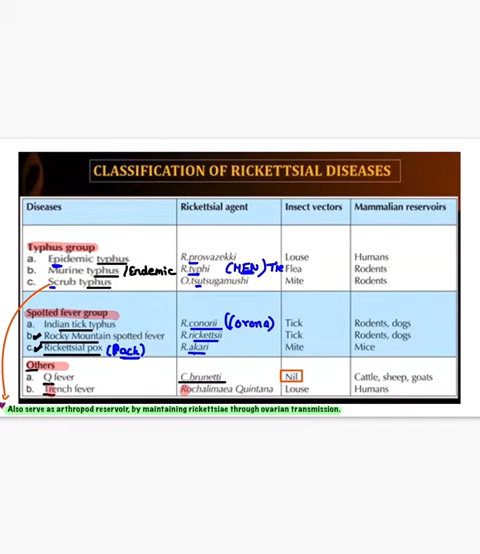 CLASSIFICATION OF RICKETTSIAL DISEASES
Diseases Rickettsial agent Insect vectors Mammalian reservoirs
Typhus group
a. Epidemic typhus R.prowazekki Louse Humans
b. Murine typhus /Endemic R.typhi (HEN) Flea Rodents
c. Scrub typhus O.tsutsugamushi Mite Rodents
Spotted fever group
a. Indian tick typhus R.conorii (Corona) Tick Rodents, dogs
b. Rocky Mountain spotted fever R.rickettsii Tick Rodents, dogs
c. Rickettsial pox (Pack) R.akari Mite Mice
Others
a. Q fever C.brunetti Nil Cattle, sheep, goats
b. Trench fever Rochalimaea Quintana Louse Humans
Also serve as arthropod reservoir, by maintaining rickettsiae through ovarian transmission.